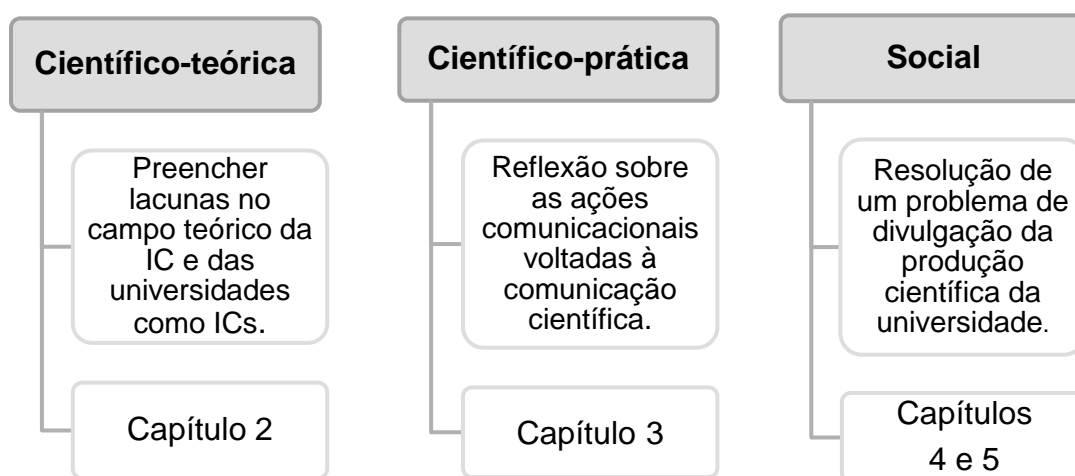 Científico-teórica
Preencher
lacunas no
campo teórico da
IC e das
universidades
como ICs.
Capítulo 2
Científico-prática
Reflexão sobre
as ações
comunicacionais
voltadas à
comunicação
científica.
Capítulo 3
Social
Resolução de
um problema de
divulgação da
produção
científica da
universidade.
Capítulos
4 e 5